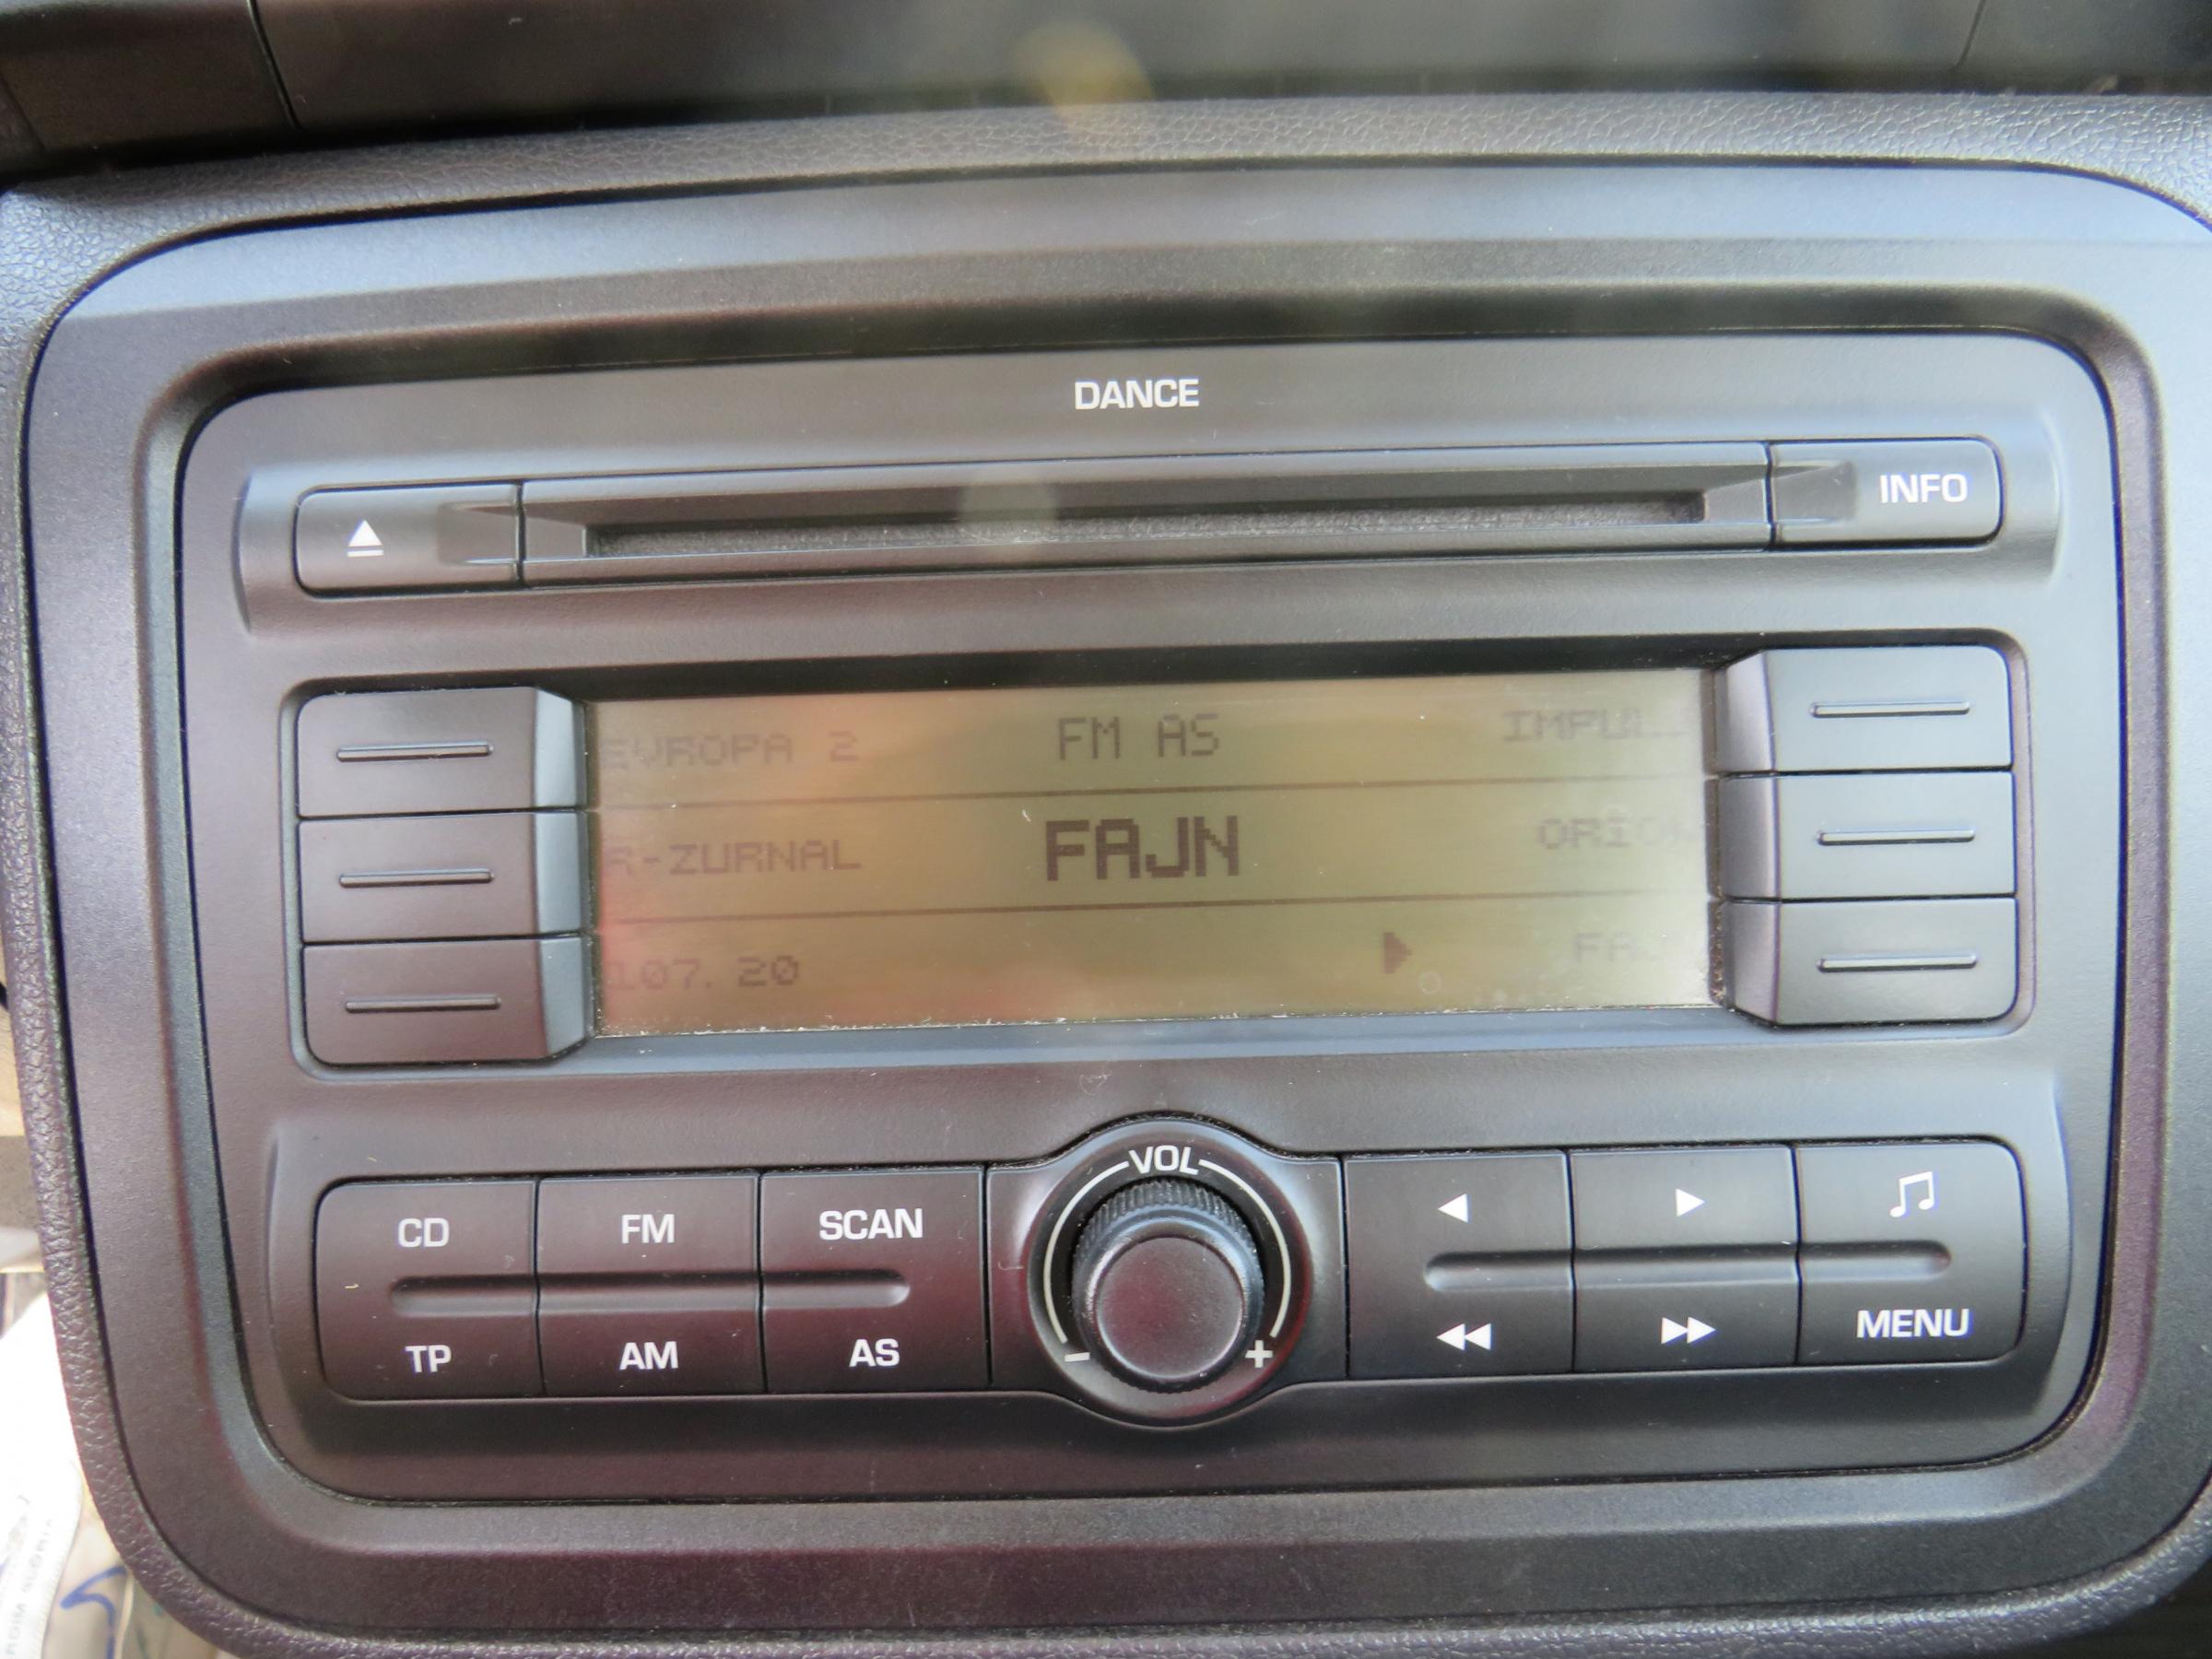 DANCE
INFO
EVROPA 2 FM AS
R-ZURNAL FAJN
107.20
VOL
CD FM SCAN
TP AM AS - + MENU